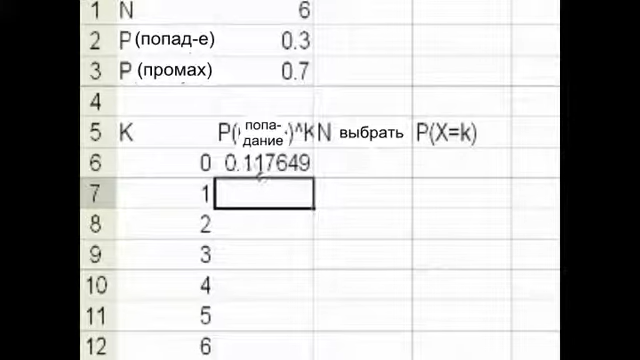 1 N 6
2 P (попад-е) 0.3
3 P (промах) 0.7
4
5 K P( попа-дание )^K N выбрать P(X=k)
6 0 0.117649
7 1
8 2
9 3
10 4
11 5
12 6